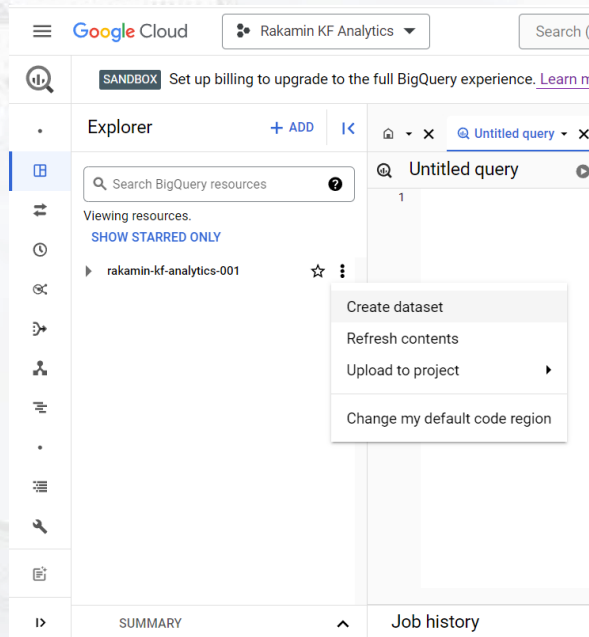 Google Cloud
Rakamin KF Analytics
Search (
SANDBOX Set up billing to upgrade to the full BigQuery experience. Learn
Explorer
+ ADD
Untitled query
Search BigQuery resources
Untitled query
1
Viewing resources.
SHOW STARRED ONLY
rakamin-kf-analytics-001
Create dataset
Refresh contents
Upload to project
Change my default code region
SUMMARY
Job history